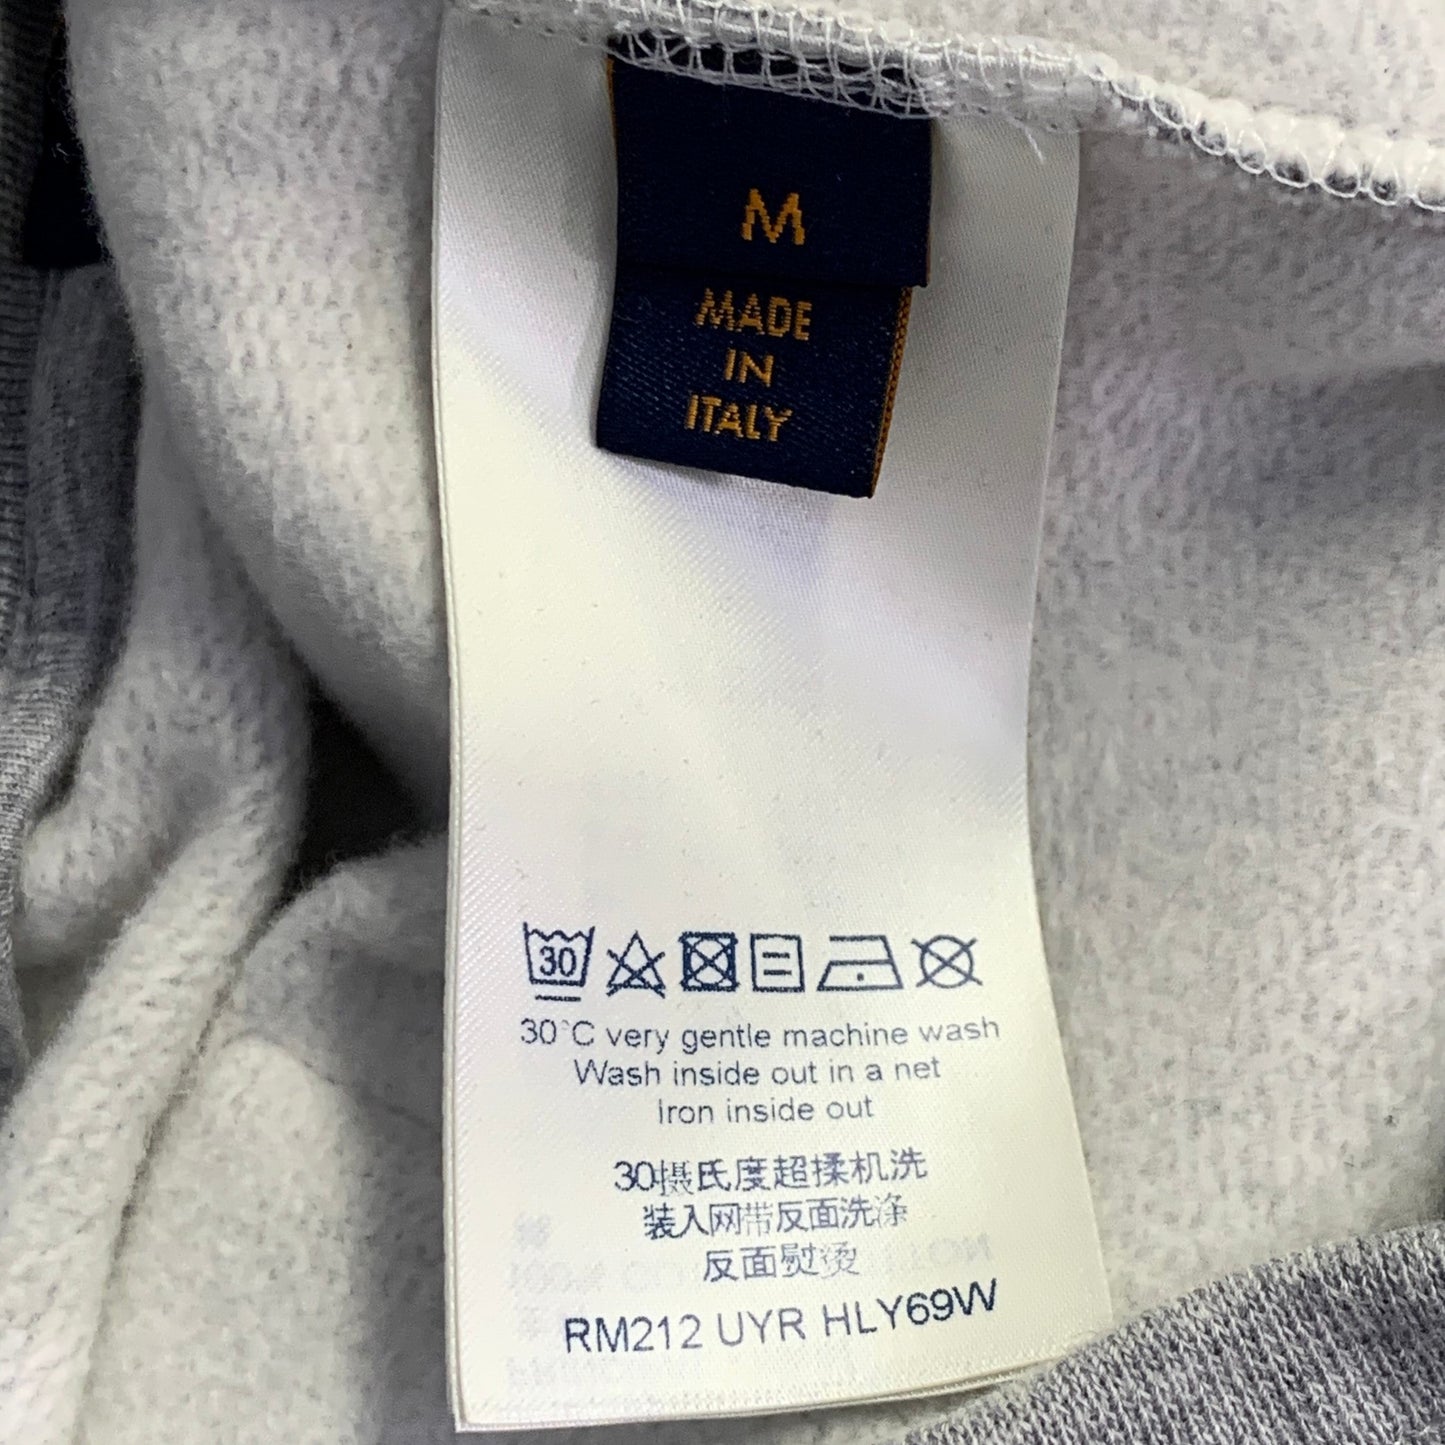 M
MADE
IN
ITALY
30
30°C very gentle machine wash
Wash inside out in a net
Iron inside out
30摄氏度超揉机洗
装入网带反面洗涤
反面熨烫
RM212 UYR HLY69W